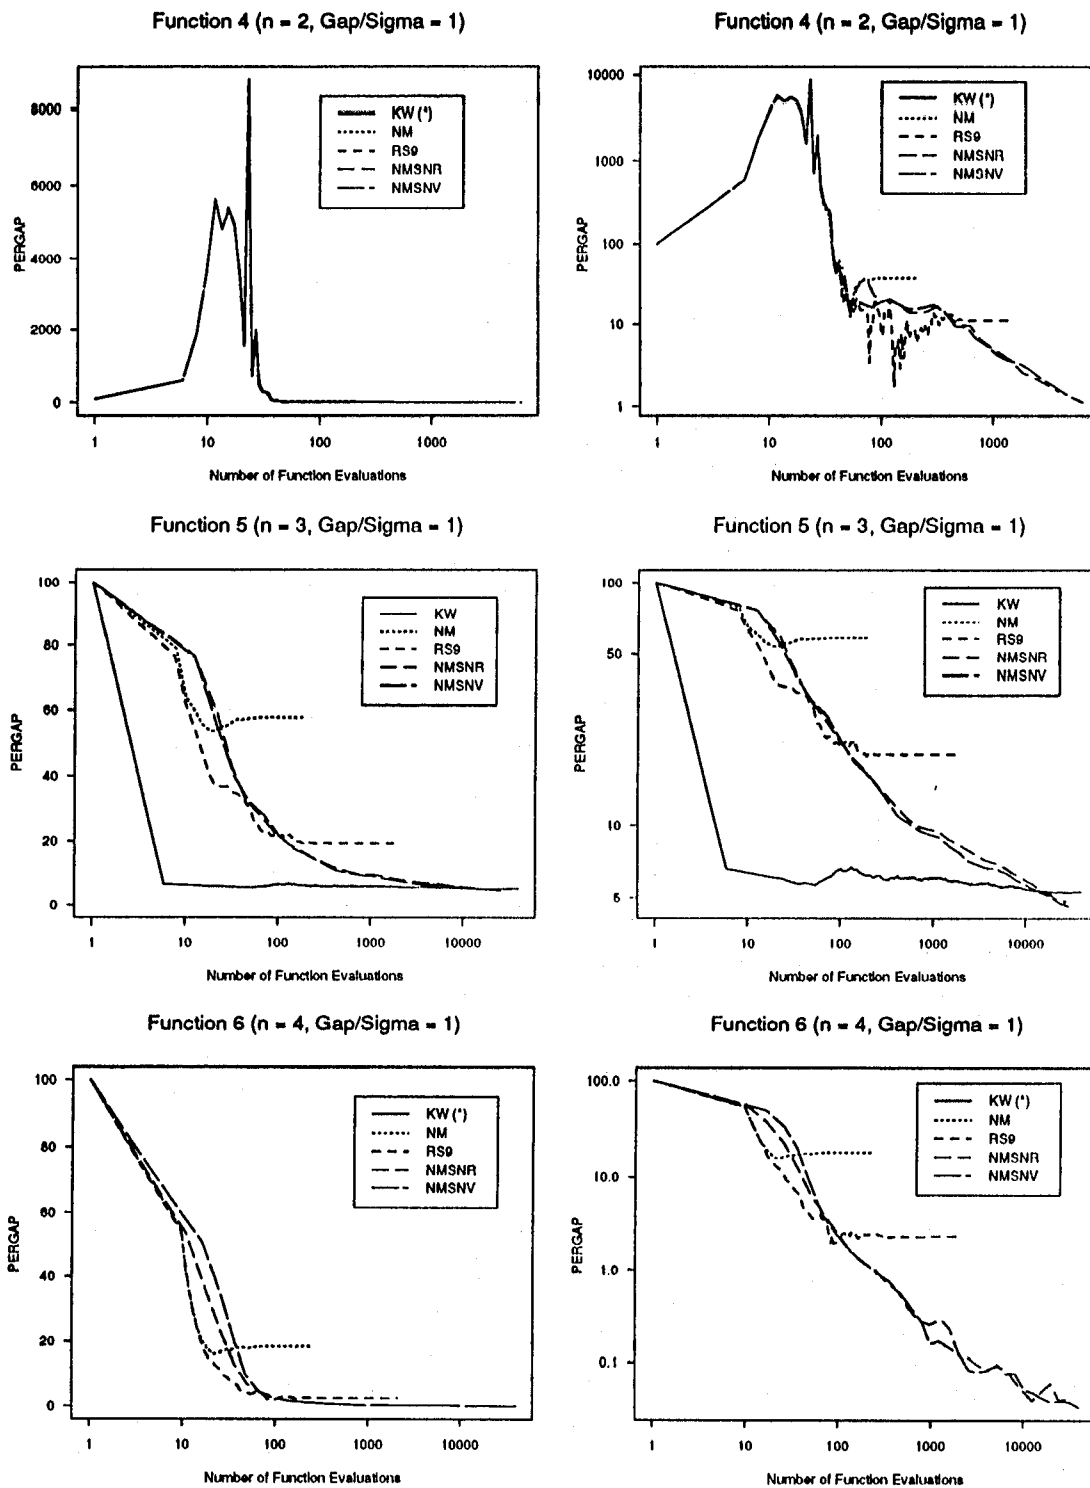 Function 4 (n = 2, Gap/Sigma = 1)
8000
6000
4000
2000
0
PERGAP
KW (*)
NM
RS9
NMSNR
NMSNV
1
10
100
1000
Number of Function Evaluations
Function 4 (n = 2, Gap/Sigma = 1)
10000
1000
100
10
1
PERGAP
KW (*)
NM
RS9
NMSNR
NMSNV
1
10
100
1000
Number of Function Evaluations
Function 5 (n = 3, Gap/Sigma = 1)
100
80
60
40
20
0
PERGAP
KW
NM
RS9
NMSNR
NMSNV
1
10
100
1000
10000
Number of Function Evaluations
Function 5 (n = 3, Gap/Sigma = 1)
100
50
10
5
PERGAP
KW
NM
RS9
NMSNR
NMSNV
1
10
100
1000
10000
Number of Function Evaluations
Function 6 (n = 4, Gap/Sigma = 1)
100
80
60
40
20
0
PERGAP
KW (*)
NM
RS9
NMSNR
NMSNV
1
10
100
1000
10000
Number of Function Evaluations
Function 6 (n = 4, Gap/Sigma = 1)
100.0
10.0
1.0
0.1
PERGAP
KW (*)
NM
RS9
NMSNR
NMSNV
1
10
100
1000
10000
Number of Function Evaluations